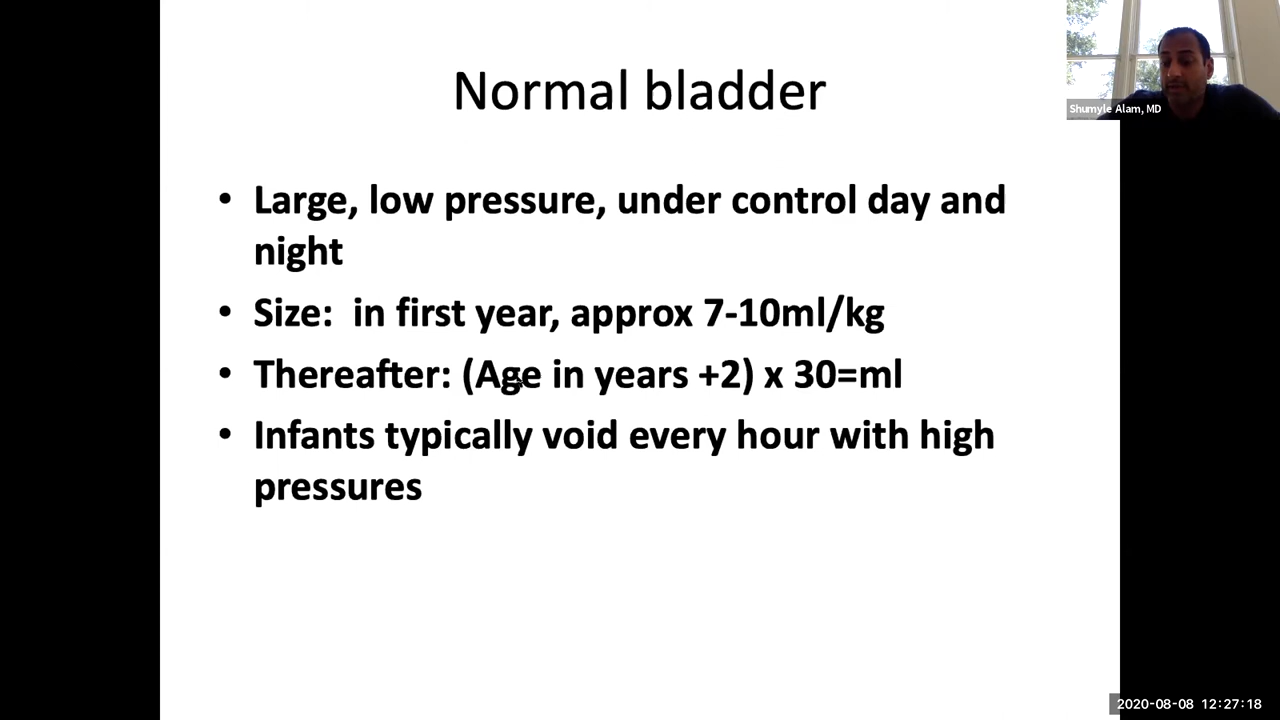 Normal bladder
Shumyle Alam, MD
• Large, low pressure, under control day and
night
• Size:  in first year, approx 7-10ml/kg
• Thereafter: (Age in years +2) x 30=ml
• Infants typically void every hour with high
pressures
2020-08-08 12:27:18